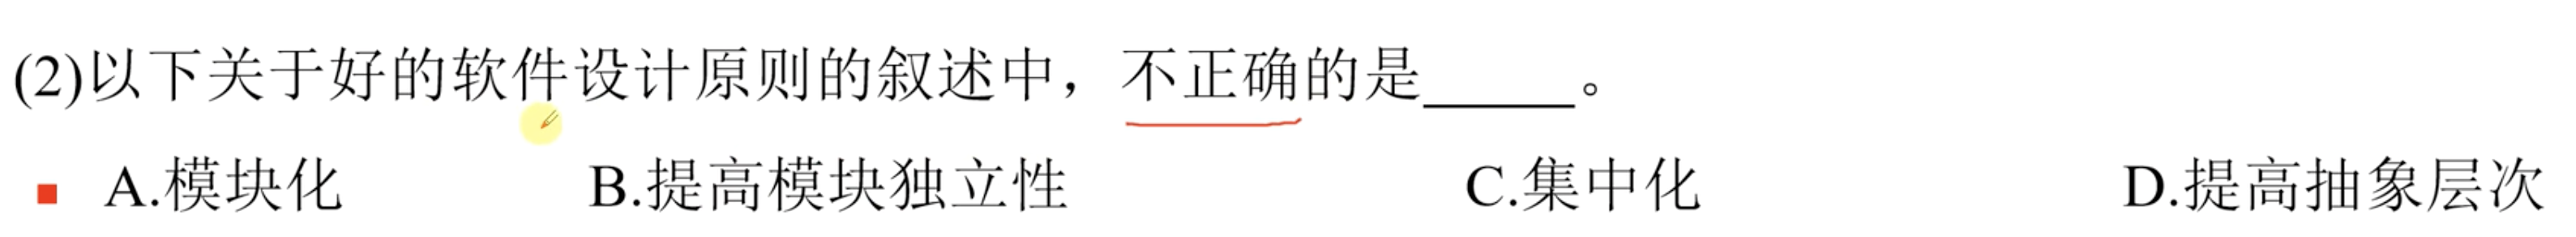 (2)以下关于好的软件设计原则的叙述中，不正确的是_____。
A.模块化 B.提高模块独立性 C.集中化 D.提高抽象层次